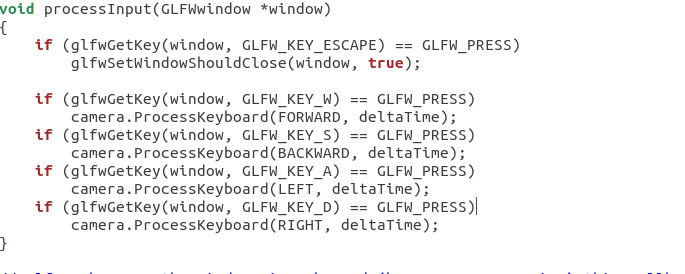 void processInput(GLFWwindow *window)
{
    if (glfwGetKey(window, GLFW_KEY_ESCAPE) == GLFW_PRESS)
        glfwSetWindowShouldClose(window, true);

    if (glfwGetKey(window, GLFW_KEY_W) == GLFW_PRESS)
        camera.ProcessKeyboard(FORWARD, deltaTime);
    if (glfwGetKey(window, GLFW_KEY_S) == GLFW_PRESS)
        camera.ProcessKeyboard(BACKWARD, deltaTime);
    if (glfwGetKey(window, GLFW_KEY_A) == GLFW_PRESS)
        camera.ProcessKeyboard(LEFT, deltaTime);
    if (glfwGetKey(window, GLFW_KEY_D) == GLFW_PRESS)
        camera.ProcessKeyboard(RIGHT, deltaTime);
}